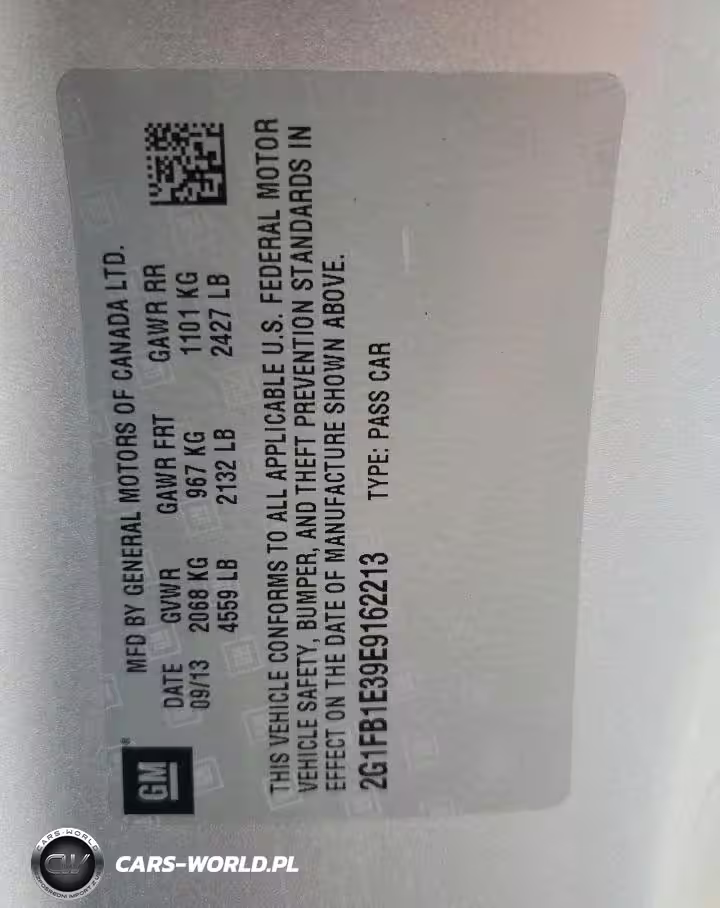 GM®
MFD BY GENERAL MOTORS OF CANADA LTD.
DATE GVWR GAWR FRT GAWR RR
09/13 2068 KG 967 KG 1101 KG
4559 LB 2132 LB 2427 LB
THIS VEHICLE CONFORMS TO ALL APPLICABLE U.S. FEDERAL MOTOR
VEHICLE SAFETY, BUMPER, AND THEFT PREVENTION STANDARDS IN
EFFECT ON THE DATE OF MANUFACTURE SHOWN ABOVE.
2G1FB1E39E9162213 TYPE: PASS CAR
CARS-WORLD
CW
CARS-WORLD.PL